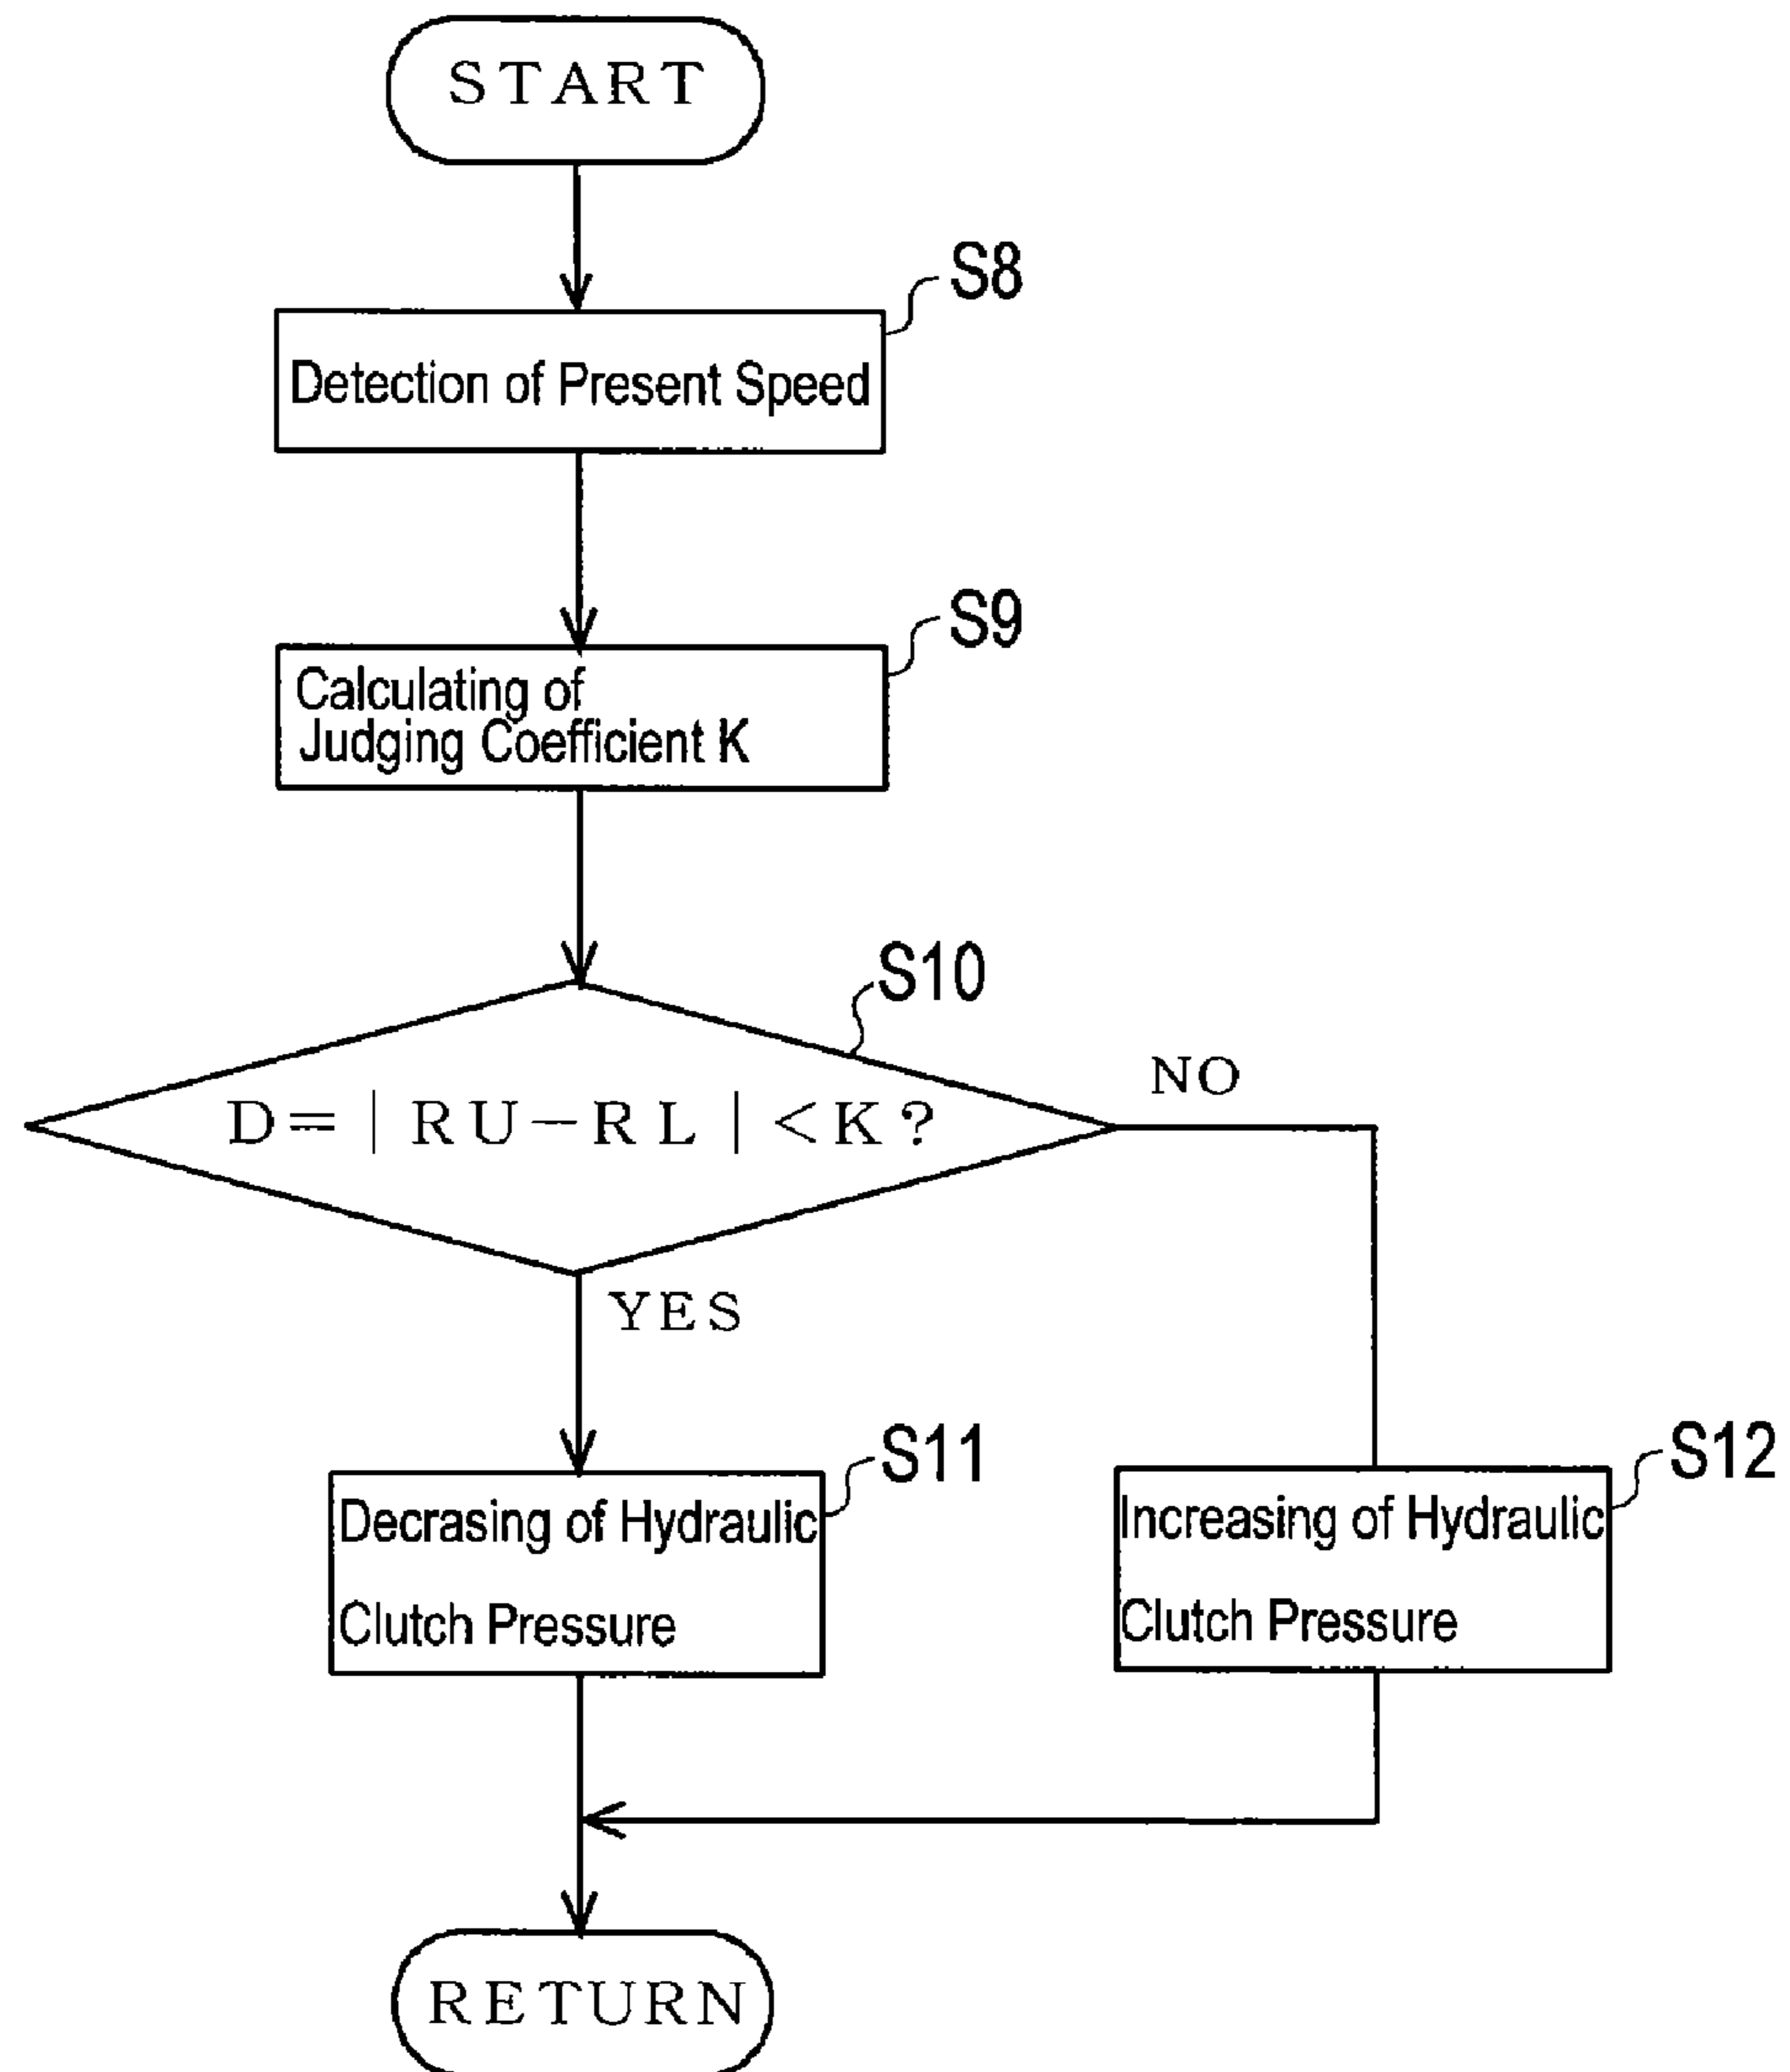 START
S8
Detection of Present Speed
S9
Calculating of
Judging Coefficient K
S10
D=|RU-RL|<K?
NO
YES
S11
Decrasing of Hydraulic
Clutch Pressure
S12
Increasing of Hydraulic
Clutch Pressure
RETURN